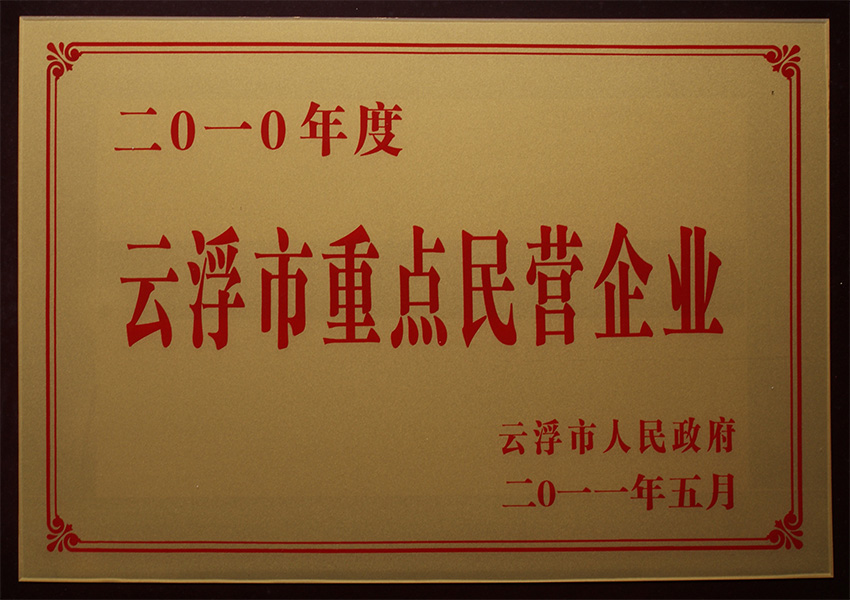 二0一0年度
云浮市重点民营企业
云浮市人民政府
二0一一年五月